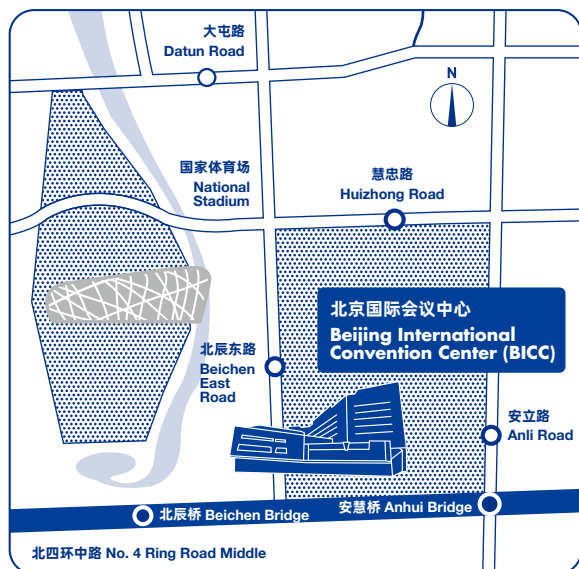 大屯路
Datun Road
N
国家体育场
National
Stadium
慧忠路
Huizhong Road
北京国际会议中心
Beijing International
Convention Center (BICC)
北辰东路
Beichen
East
Road
安立路
Anli Road
北辰桥 Beichen Bridge
安慧桥 Anhui Bridge
北四环中路 No. 4 Ring Road Middle